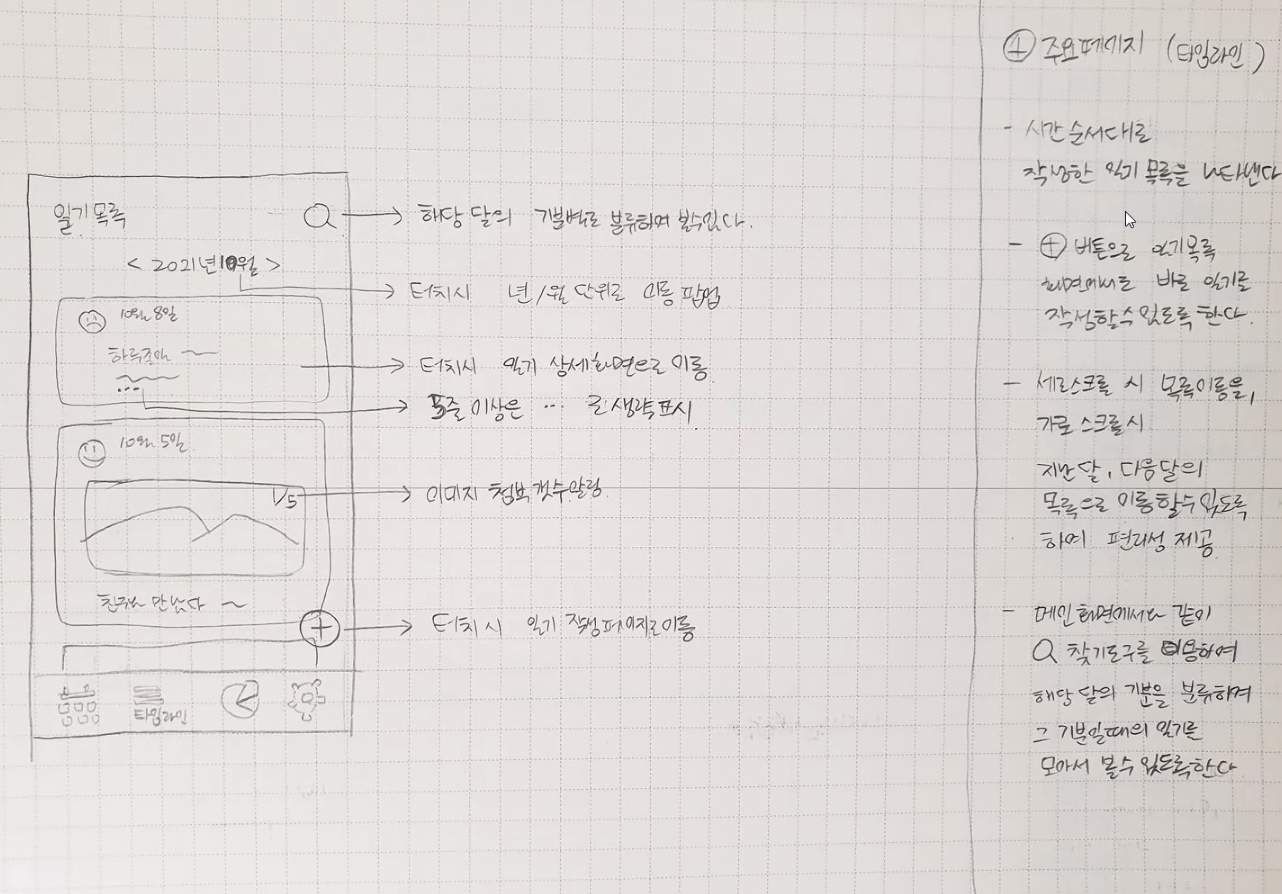 ④ 주요페이지 (타임라인)
- 시간순서대로
작성한 일기 목록을 나타낸다
- ⊕ 버튼으로 일기목록
화면에서도 바로 일기를
작성할수있도록 한다.
- 세로스크롤 시 목록이동을,
가로 스크롤시
지난달, 다음달의
목록으로 이동할수있도록
하여 편리성 제공
- 메인화면에서와 같이
찾기도구를 이용하여
해당 달의 기분을 분류하여
그 기분일때의 일기를
모아서 볼수 있도록한다
일기목록
해당 달의 기분별로 분류하여 볼수있다.
< 2021년10월 >
터치시 년/월 단위로 이동 팝업
10월 8일
하루종일
...
터치시 일기 상세화면으로 이동
5줄 이상은 ... 로 생략표시
10월 5일
1/5
이미지 첨부 갯수알림
친구와 만났다 ~
터치시 일기 작성페이지로이동
타임라인